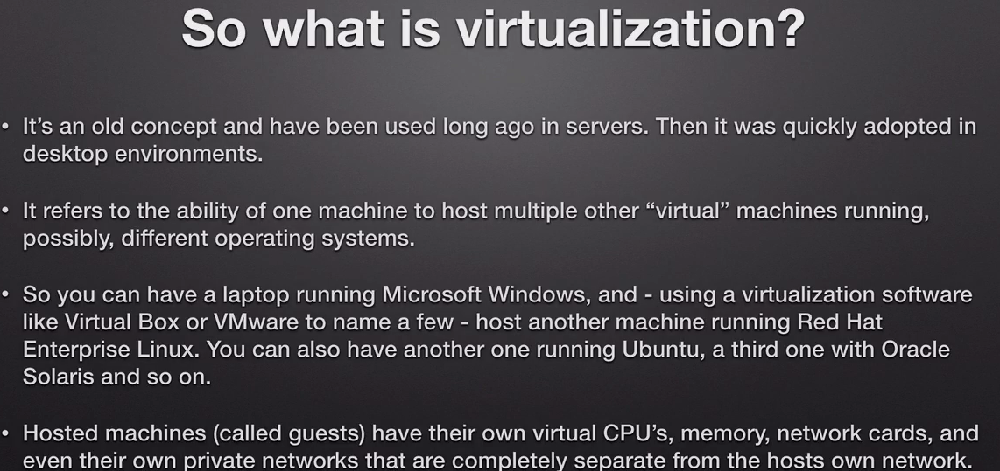 So what is virtualization?
• It’s an old concept and have been used long ago in servers. Then it was quickly adopted in
desktop environments.
• It refers to the ability of one machine to host multiple other “virtual” machines running,
possibly, different operating systems.
• So you can have a laptop running Microsoft Windows, and - using a virtualization software
like Virtual Box or VMware to name a few - host another machine running Red Hat
Enterprise Linux. You can also have another one running Ubuntu, a third one with Oracle
Solaris and so on.
• Hosted machines (called guests) have their own virtual CPU’s, memory, network cards, and
even their own private networks that are completely separate from the hosts own network.